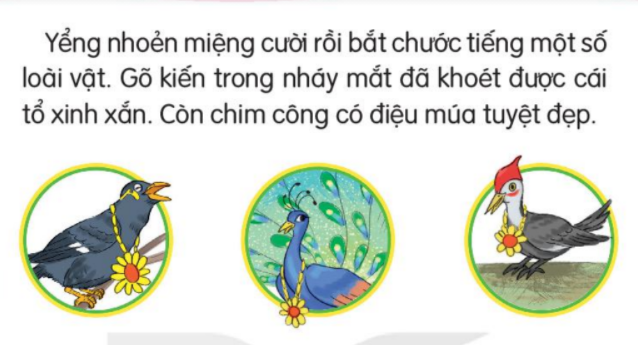 Yểng nhoẻn miệng cười rồi bắt chước tiếng một số
loài vật. Gõ kiến trong nháy mắt đã khoét được cái
tổ xinh xắn. Còn chim công có điệu múa tuyệt đẹp.